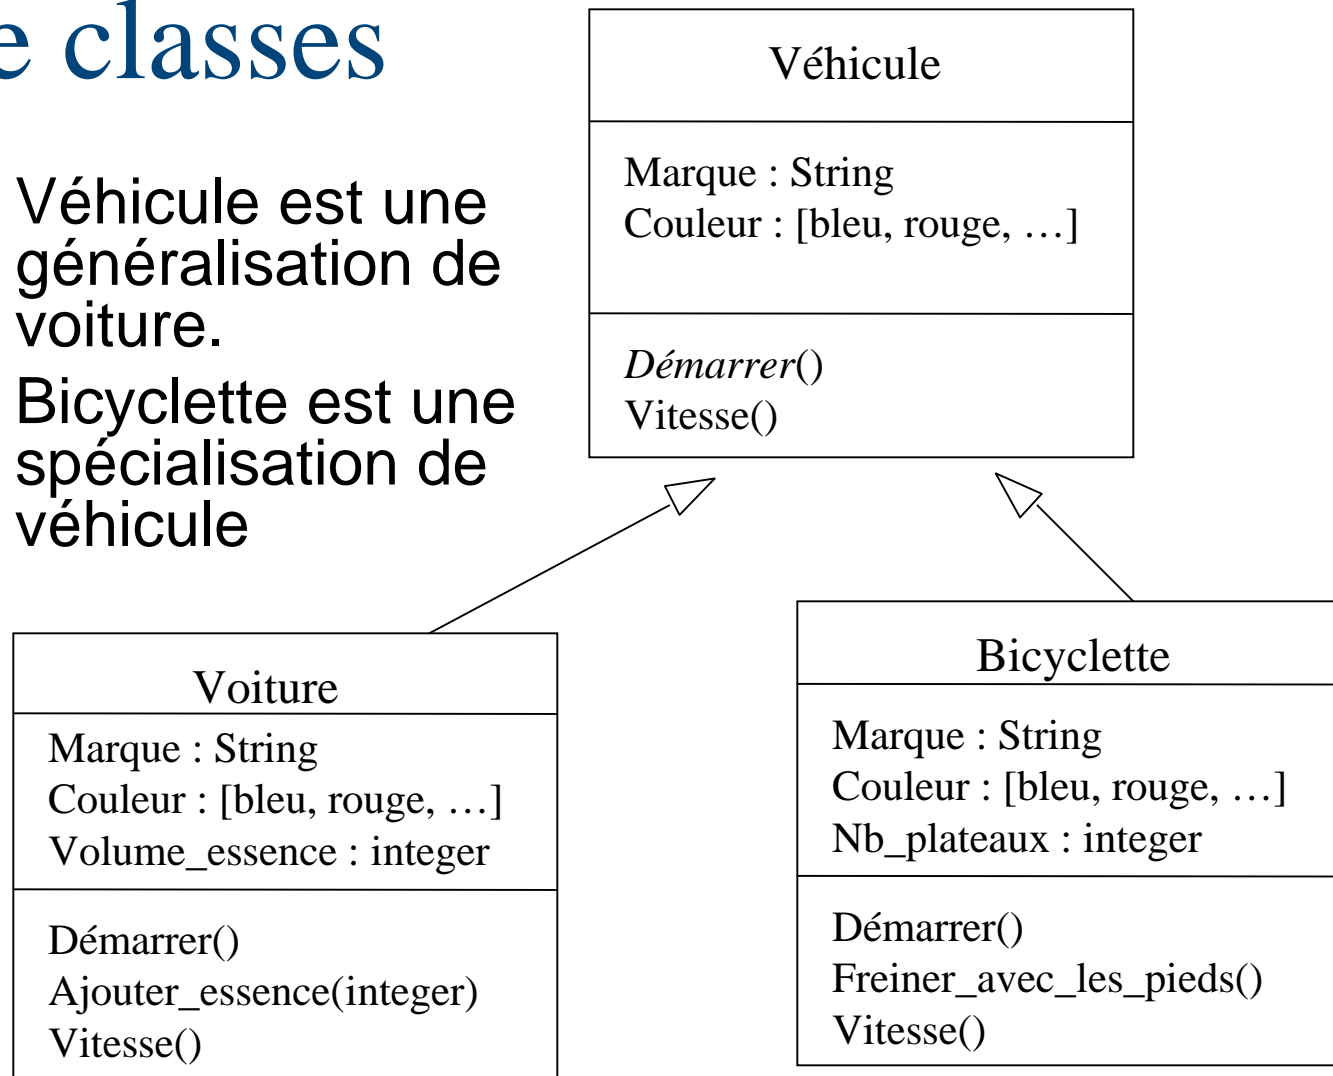 e classes
Véhicule est une
généralisation de
voiture.
Bicyclette est une
spécialisation de
véhicule
Véhicule
Marque : String
Couleur : [bleu, rouge, …]
Démarrer()
Vitesse()
Voiture
Marque : String
Couleur : [bleu, rouge, …]
Volume_essence : integer
Démarrer()
Ajouter_essence(integer)
Vitesse()
Bicyclette
Marque : String
Couleur : [bleu, rouge, …]
Nb_plateaux : integer
Démarrer()
Freiner_avec_les_pieds()
Vitesse()